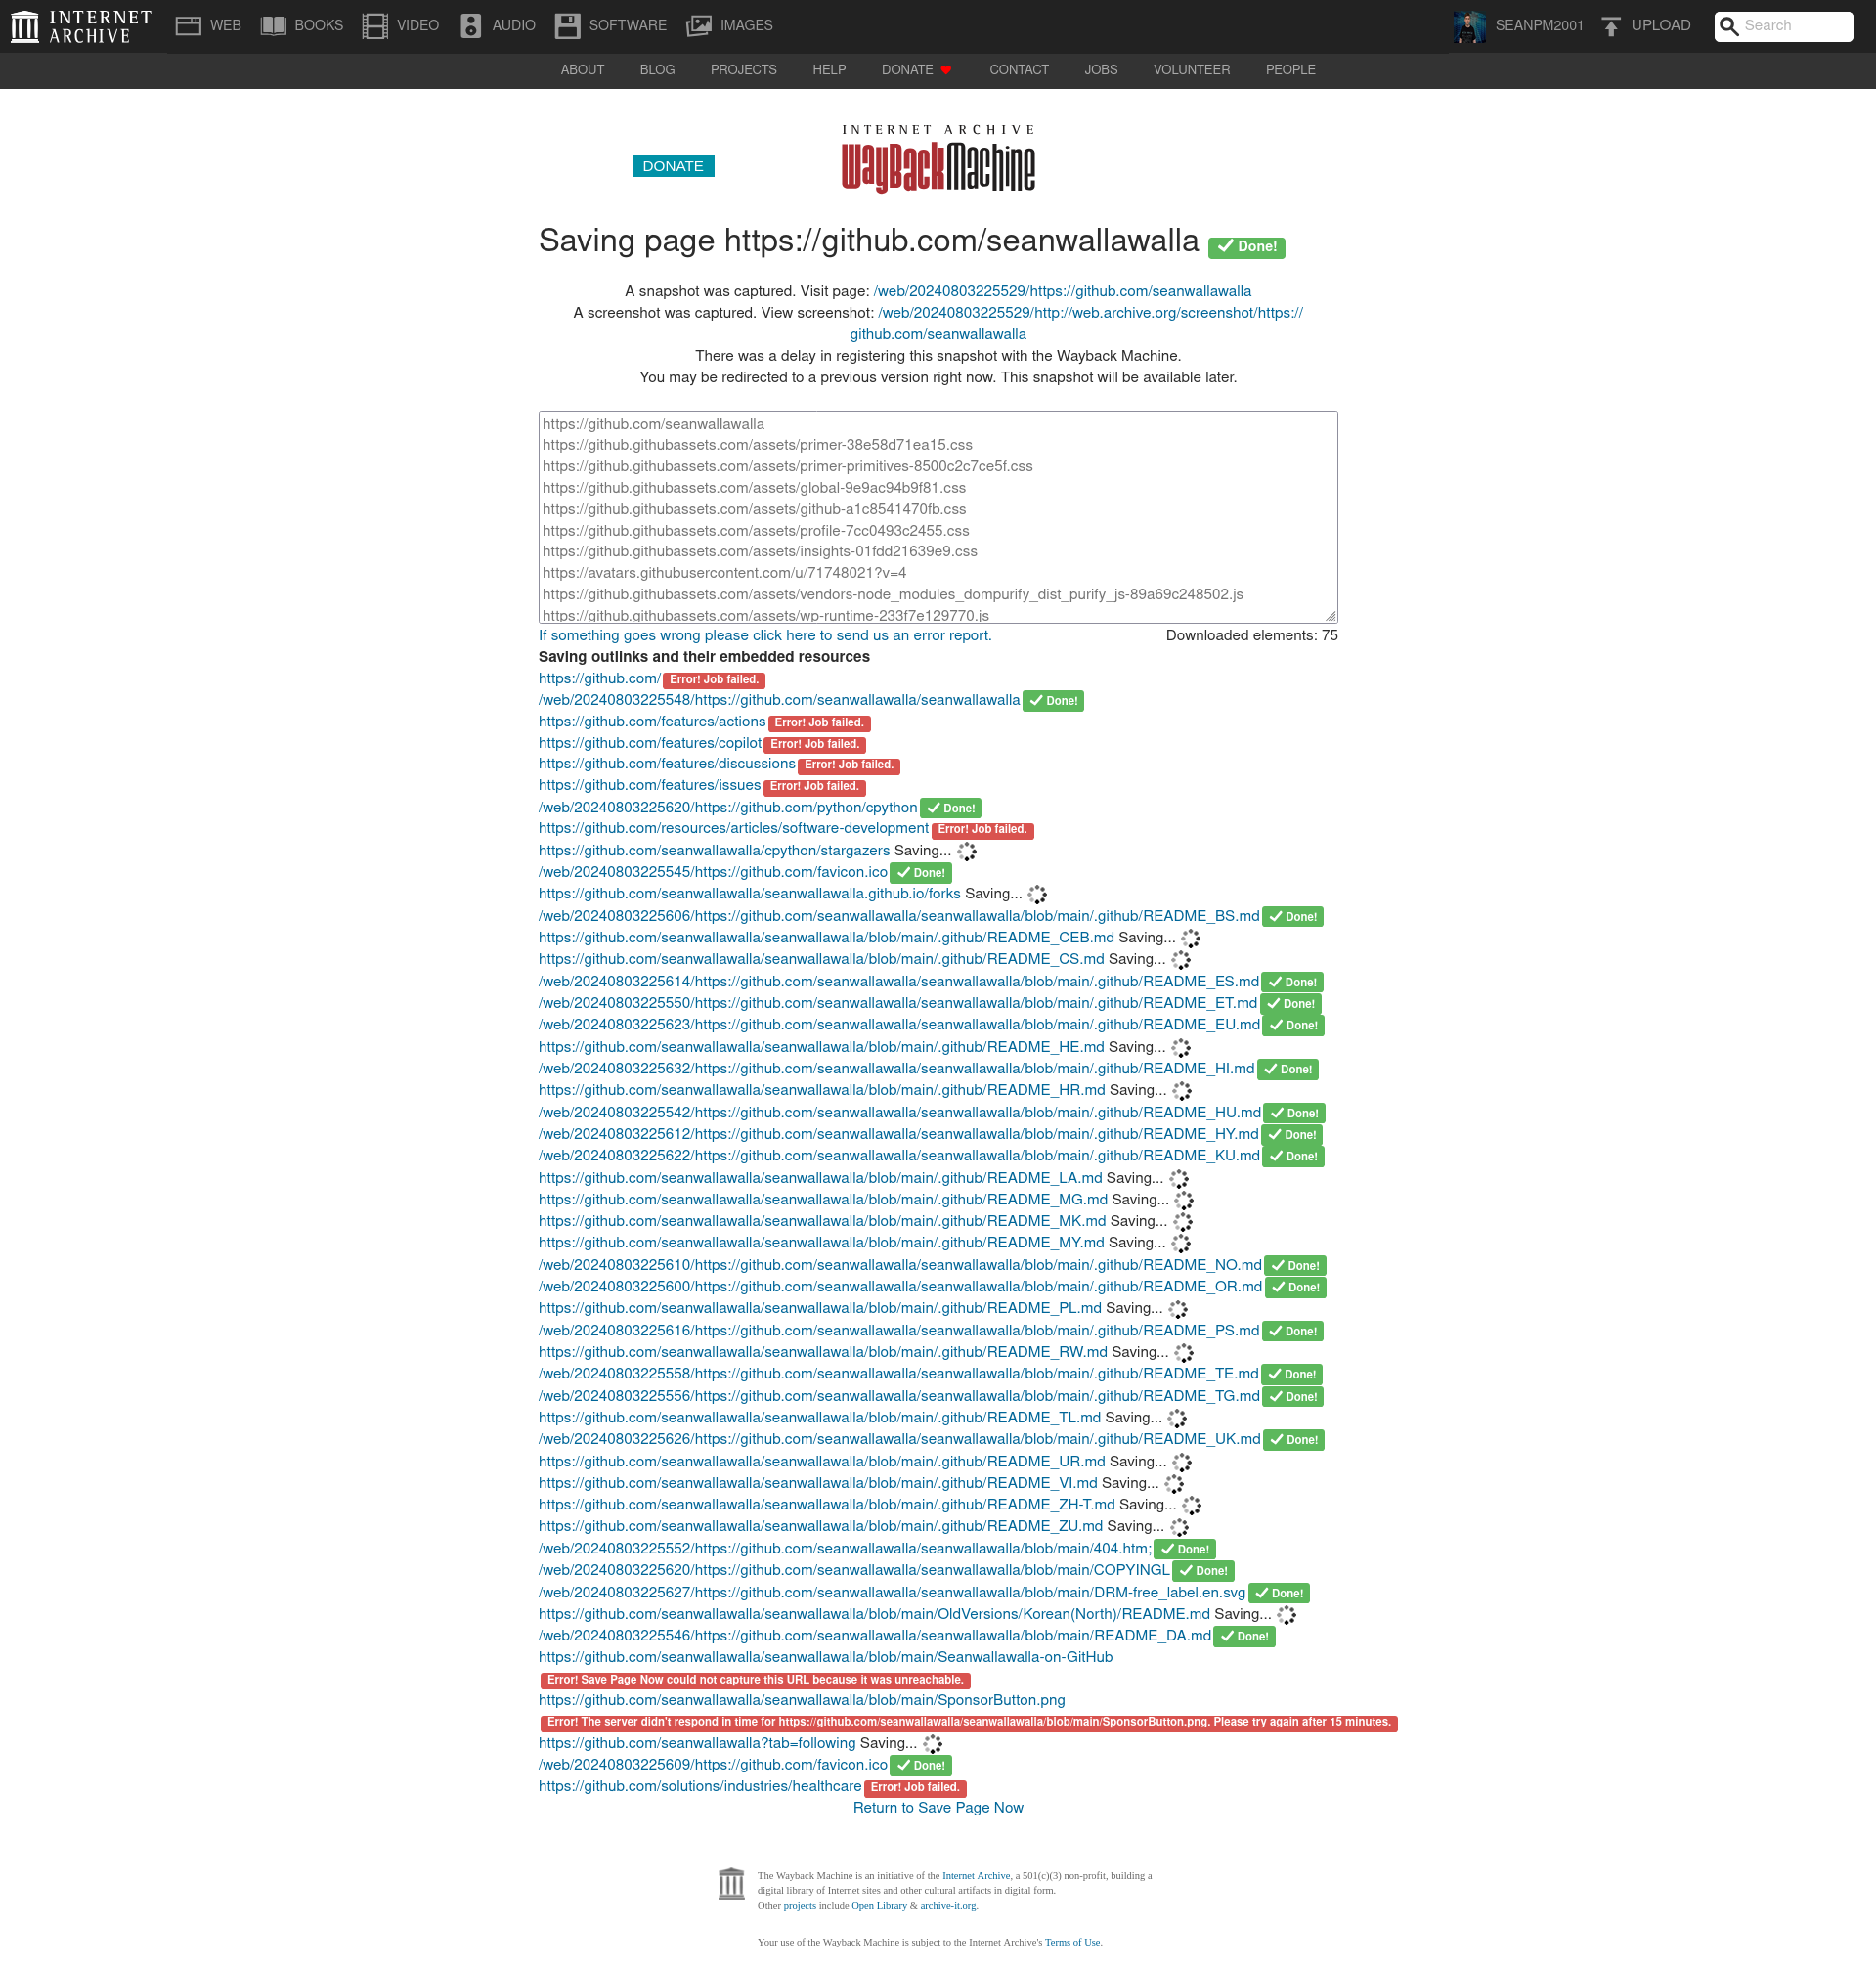 INTERNET ARCHIVE
WEB BOOKS VIDEO AUDIO SOFTWARE IMAGES
SEANPM2001 UPLOAD Search
ABOUT BLOG PROJECTS HELP DONATE CONTACT JOBS VOLUNTEER PEOPLE
INTERNET ARCHIVE
DONATE
WayBackMachine
Saving page https://github.com/seanwallawalla Done!
A snapshot was captured. Visit page: /web/20240803225529/https://github.com/seanwallawalla
A screenshot was captured. View screenshot: /web/20240803225529/http://web.archive.org/screenshot/https://
github.com/seanwallawalla
There was a delay in registering this snapshot with the Wayback Machine.
You may be redirected to a previous version right now. This snapshot will be available later.
https://github.com/seanwallawalla
https://github.githubassets.com/assets/primer-38e58d71ea15.css
https://github.githubassets.com/assets/primer-primitives-8500c2c7ce5f.css
https://github.githubassets.com/assets/global-9e9ac94b9f81.css
https://github.githubassets.com/assets/github-a1c8541470fb.css
https://github.githubassets.com/assets/profile-7cc0493c2455.css
https://github.githubassets.com/assets/insights-01fdd21639e9.css
https://avatars.githubusercontent.com/u/71748021?v=4
https://github.githubassets.com/assets/vendors-node_modules_dompurify_dist_purify_js-89a69c248502.js
https://github.githubassets.com/assets/wp-runtime-233f7e129770.js
If something goes wrong please click here to send us an error report. Downloaded elements: 75
Saving outlinks and their embedded resources
https://github.com/ Error! Job failed.
/web/20240803225548/https://github.com/seanwallawalla/seanwallawalla Done!
https://github.com/features/actions Error! Job failed.
https://github.com/features/copilot Error! Job failed.
https://github.com/features/discussions Error! Job failed.
https://github.com/features/issues Error! Job failed.
/web/20240803225620/https://github.com/python/cpython Done!
https://github.com/resources/articles/software-development Error! Job failed.
https://github.com/seanwallawalla/cpython/stargazers Saving...
/web/20240803225545/https://github.com/favicon.ico Done!
https://github.com/seanwallawalla/seanwallawalla.github.io/forks Saving...
/web/20240803225606/https://github.com/seanwallawalla/seanwallawalla/blob/main/.github/README_BS.md Done!
https://github.com/seanwallawalla/seanwallawalla/blob/main/.github/README_CEB.md Saving...
https://github.com/seanwallawalla/seanwallawalla/blob/main/.github/README_CS.md Saving...
/web/20240803225614/https://github.com/seanwallawalla/seanwallawalla/blob/main/.github/README_ES.md Done!
/web/20240803225550/https://github.com/seanwallawalla/seanwallawalla/blob/main/.github/README_ET.md Done!
/web/20240803225623/https://github.com/seanwallawalla/seanwallawalla/blob/main/.github/README_EU.md Done!
https://github.com/seanwallawalla/seanwallawalla/blob/main/.github/README_HE.md Saving...
/web/20240803225632/https://github.com/seanwallawalla/seanwallawalla/blob/main/.github/README_HI.md Done!
https://github.com/seanwallawalla/seanwallawalla/blob/main/.github/README_HR.md Saving...
/web/20240803225542/https://github.com/seanwallawalla/seanwallawalla/blob/main/.github/README_HU.md Done!
/web/20240803225612/https://github.com/seanwallawalla/seanwallawalla/blob/main/.github/README_HY.md Done!
/web/20240803225622/https://github.com/seanwallawalla/seanwallawalla/blob/main/.github/README_KU.md Done!
https://github.com/seanwallawalla/seanwallawalla/blob/main/.github/README_LA.md Saving...
https://github.com/seanwallawalla/seanwallawalla/blob/main/.github/README_MG.md Saving...
https://github.com/seanwallawalla/seanwallawalla/blob/main/.github/README_MK.md Saving...
https://github.com/seanwallawalla/seanwallawalla/blob/main/.github/README_MY.md Saving...
/web/20240803225610/https://github.com/seanwallawalla/seanwallawalla/blob/main/.github/README_NO.md Done!
/web/20240803225600/https://github.com/seanwallawalla/seanwallawalla/blob/main/.github/README_OR.md Done!
https://github.com/seanwallawalla/seanwallawalla/blob/main/.github/README_PL.md Saving...
/web/20240803225616/https://github.com/seanwallawalla/seanwallawalla/blob/main/.github/README_PS.md Done!
https://github.com/seanwallawalla/seanwallawalla/blob/main/.github/README_RW.md Saving...
/web/20240803225558/https://github.com/seanwallawalla/seanwallawalla/blob/main/.github/README_TE.md Done!
/web/20240803225556/https://github.com/seanwallawalla/seanwallawalla/blob/main/.github/README_TG.md Done!
https://github.com/seanwallawalla/seanwallawalla/blob/main/.github/README_TL.md Saving...
/web/20240803225626/https://github.com/seanwallawalla/seanwallawalla/blob/main/.github/README_UK.md Done!
https://github.com/seanwallawalla/seanwallawalla/blob/main/.github/README_UR.md Saving...
https://github.com/seanwallawalla/seanwallawalla/blob/main/.github/README_VI.md Saving...
https://github.com/seanwallawalla/seanwallawalla/blob/main/.github/README_ZH-T.md Saving...
https://github.com/seanwallawalla/seanwallawalla/blob/main/.github/README_ZU.md Saving...
/web/20240803225552/https://github.com/seanwallawalla/seanwallawalla/blob/main/404.htm; Done!
/web/20240803225620/https://github.com/seanwallawalla/seanwallawalla/blob/main/COPYINGL Done!
/web/20240803225627/https://github.com/seanwallawalla/seanwallawalla/blob/main/DRM-free_label.en.svg Done!
https://github.com/seanwallawalla/seanwallawalla/blob/main/OldVersions/Korean(North)/README.md Saving...
/web/20240803225546/https://github.com/seanwallawalla/seanwallawalla/blob/main/README_DA.md Done!
https://github.com/seanwallawalla/seanwallawalla/blob/main/Seanwallawalla-on-GitHub
Error! Save Page Now could not capture this URL because it was unreachable.
https://github.com/seanwallawalla/seanwallawalla/blob/main/SponsorButton.png
Error! The server didn't respond in time for https://github.com/seanwallawalla/seanwallawalla/blob/main/SponsorButton.png. Please try again after 15 minutes.
https://github.com/seanwallawalla?tab=following Saving...
/web/20240803225609/https://github.com/favicon.ico Done!
https://github.com/solutions/industries/healthcare Error! Job failed.
Return to Save Page Now
The Wayback Machine is an initiative of the Internet Archive, a 501(c)(3) non-profit, building a
digital library of Internet sites and other cultural artifacts in digital form.
Other projects include Open Library & archive-it.org.
Your use of the Wayback Machine is subject to the Internet Archive's Terms of Use.